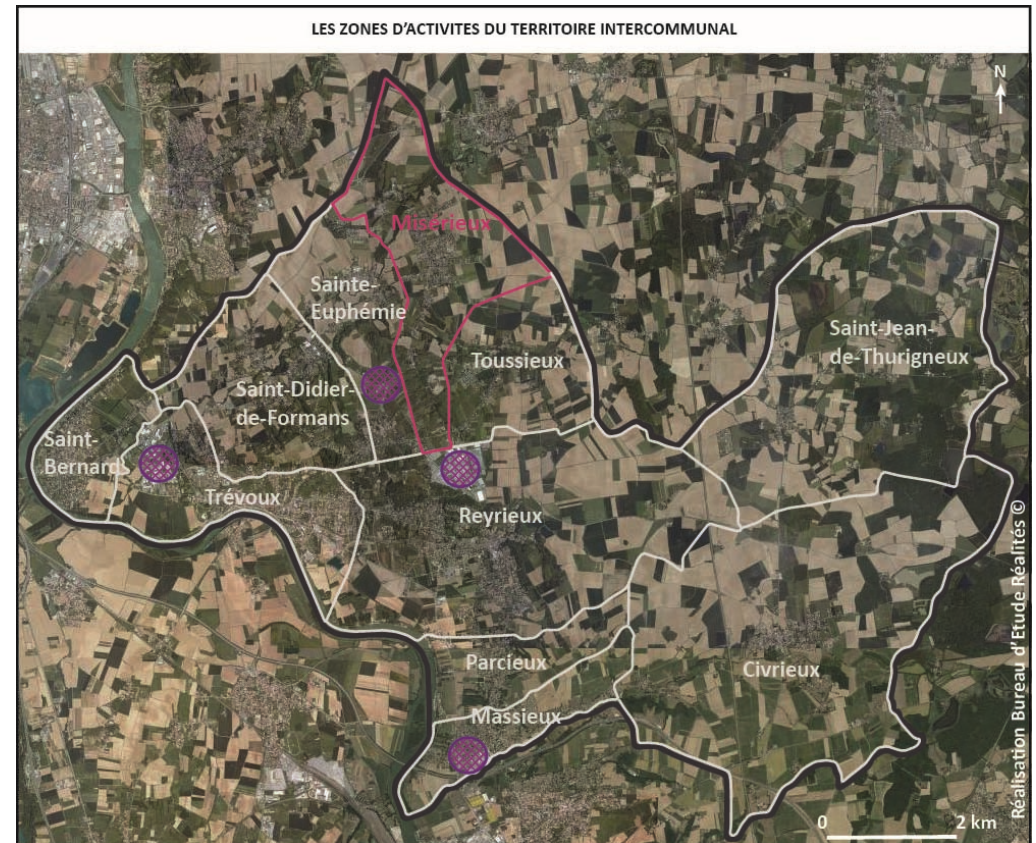 LES ZONES D'ACTIVITES DU TERRITOIRE INTERCOMMUNAL
N
Misérieux
Sainte-
Euphémie
Saint-Jean-
de-Thurigneux
Toussieux
Saint-Didier-
de-Formans
Saint-
Bernards
Trévoux
Reyrieux
Parcieux
Civrieux
Massieux
0 2 km
Réalisation Bureau d'Etude Réalités ©